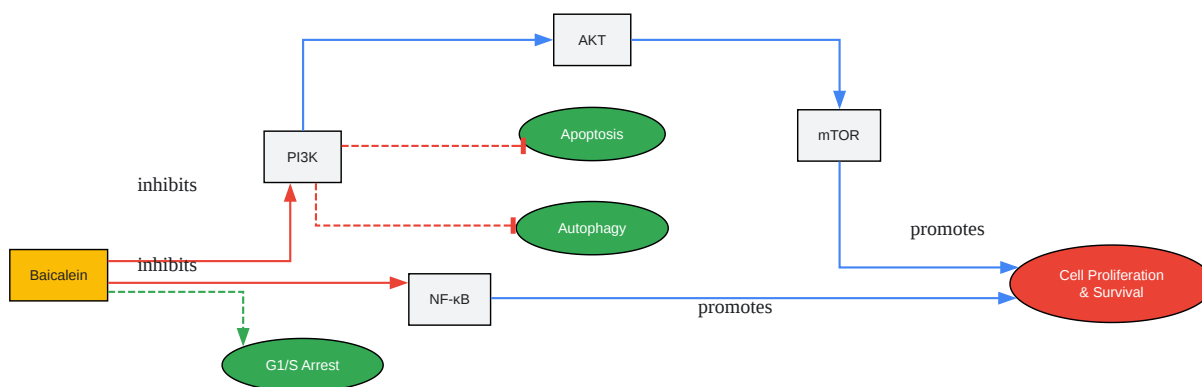 AKT
Apoptosis
mTOR
PI3K
inhibits
Autophagy
promotes
Baicalein
inhibits
Cell Proliferation
& Survival
NF-κB
promotes
G1/S Arrest